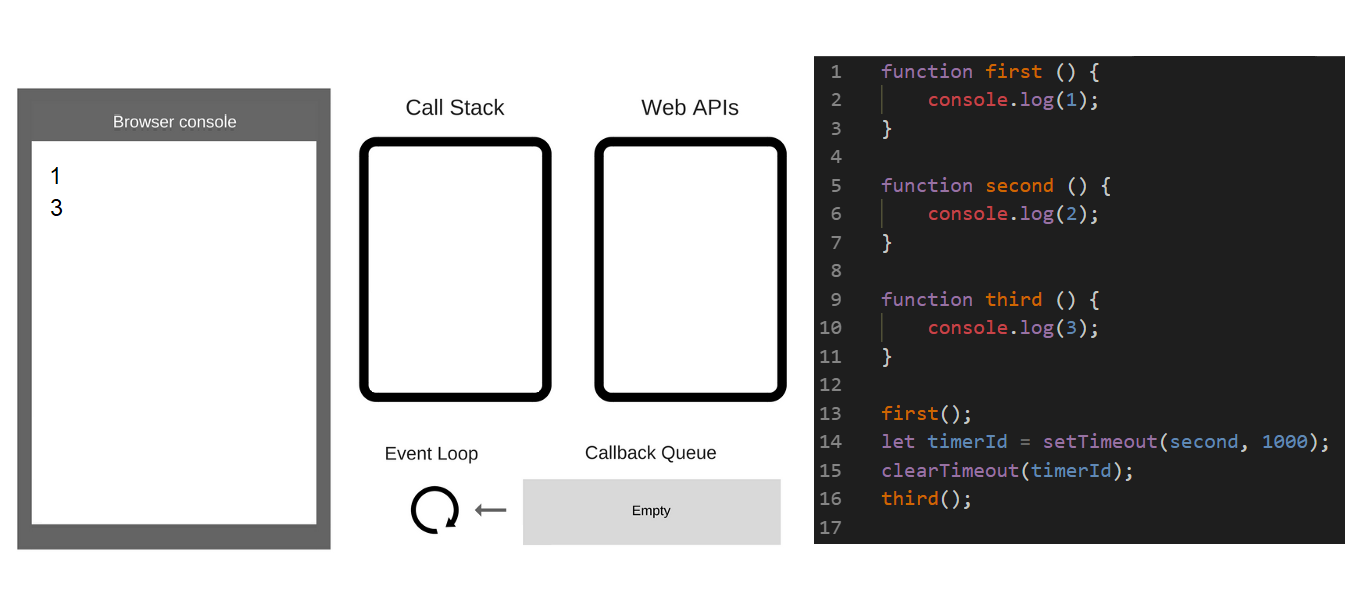 Browser console
1
3
Call Stack
Web APIs
Event Loop
Callback Queue
Empty
1 function first () {
2 console.log(1);
3 }
4
5 function second () {
6 console.log(2);
7 }
8
9 function third () {
10 console.log(3);
11 }
12
13 first();
14 let timerId = setTimeout(second, 1000);
15 clearTimeout(timerId);
16 third();
17